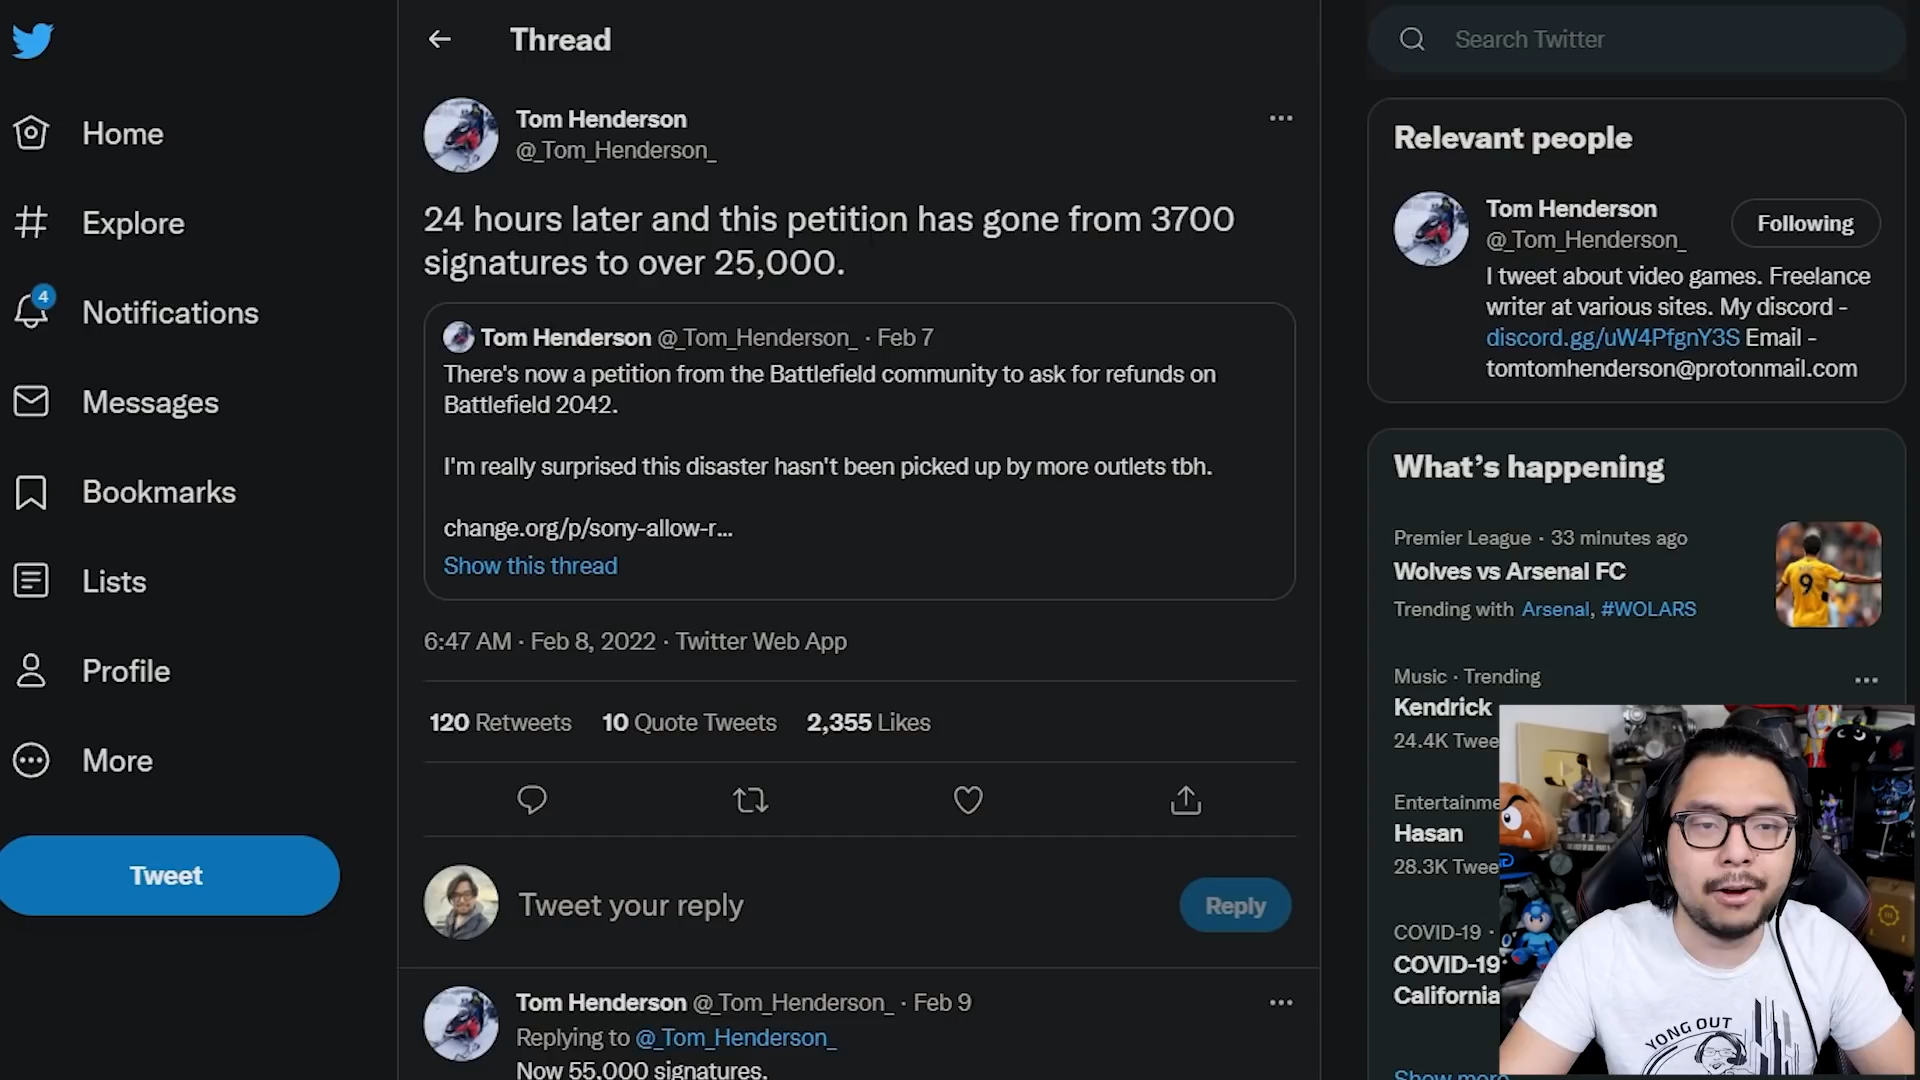 Thread
Search Twitter
Home
Explore
4
Notifications
Messages
Bookmarks
Lists
Profile
More
Tweet
Tom Henderson
@_Tom_Henderson_
24 hours later and this petition has gone from 3700
signatures to over 25,000.
Tom Henderson @_Tom_Henderson_ · Feb 7
There's now a petition from the Battlefield community to ask for refunds on
Battlefield 2042.
I'm really surprised this disaster hasn't been picked up by more outlets tbh.
change.org/p/sony-allow-r...
Show this thread
6:47 AM · Feb 8, 2022 · Twitter Web App
120 Retweets 10 Quote Tweets 2,355 Likes
Tweet your reply
Reply
Tom Henderson @_Tom_Henderson_ · Feb 9
Replying to @_Tom_Henderson_
Now 55,000 signatures.
Relevant people
Tom Henderson
@_Tom_Henderson_
Following
I tweet about video games. Freelance
writer at various sites. My discord -
discord.gg/uW4PfgnY3S Email -
tomtomhenderson@protonmail.com
What's happening
Premier League · 33 minutes ago
Wolves vs Arsenal FC
Trending with Arsenal, #WOLARS
9
Music · Trending
Kendrick
24.4K Twee
Entertainme
Hasan
28.3K Twee
COVID-19 ·
COVID-19
California
Show more
YONG OUT